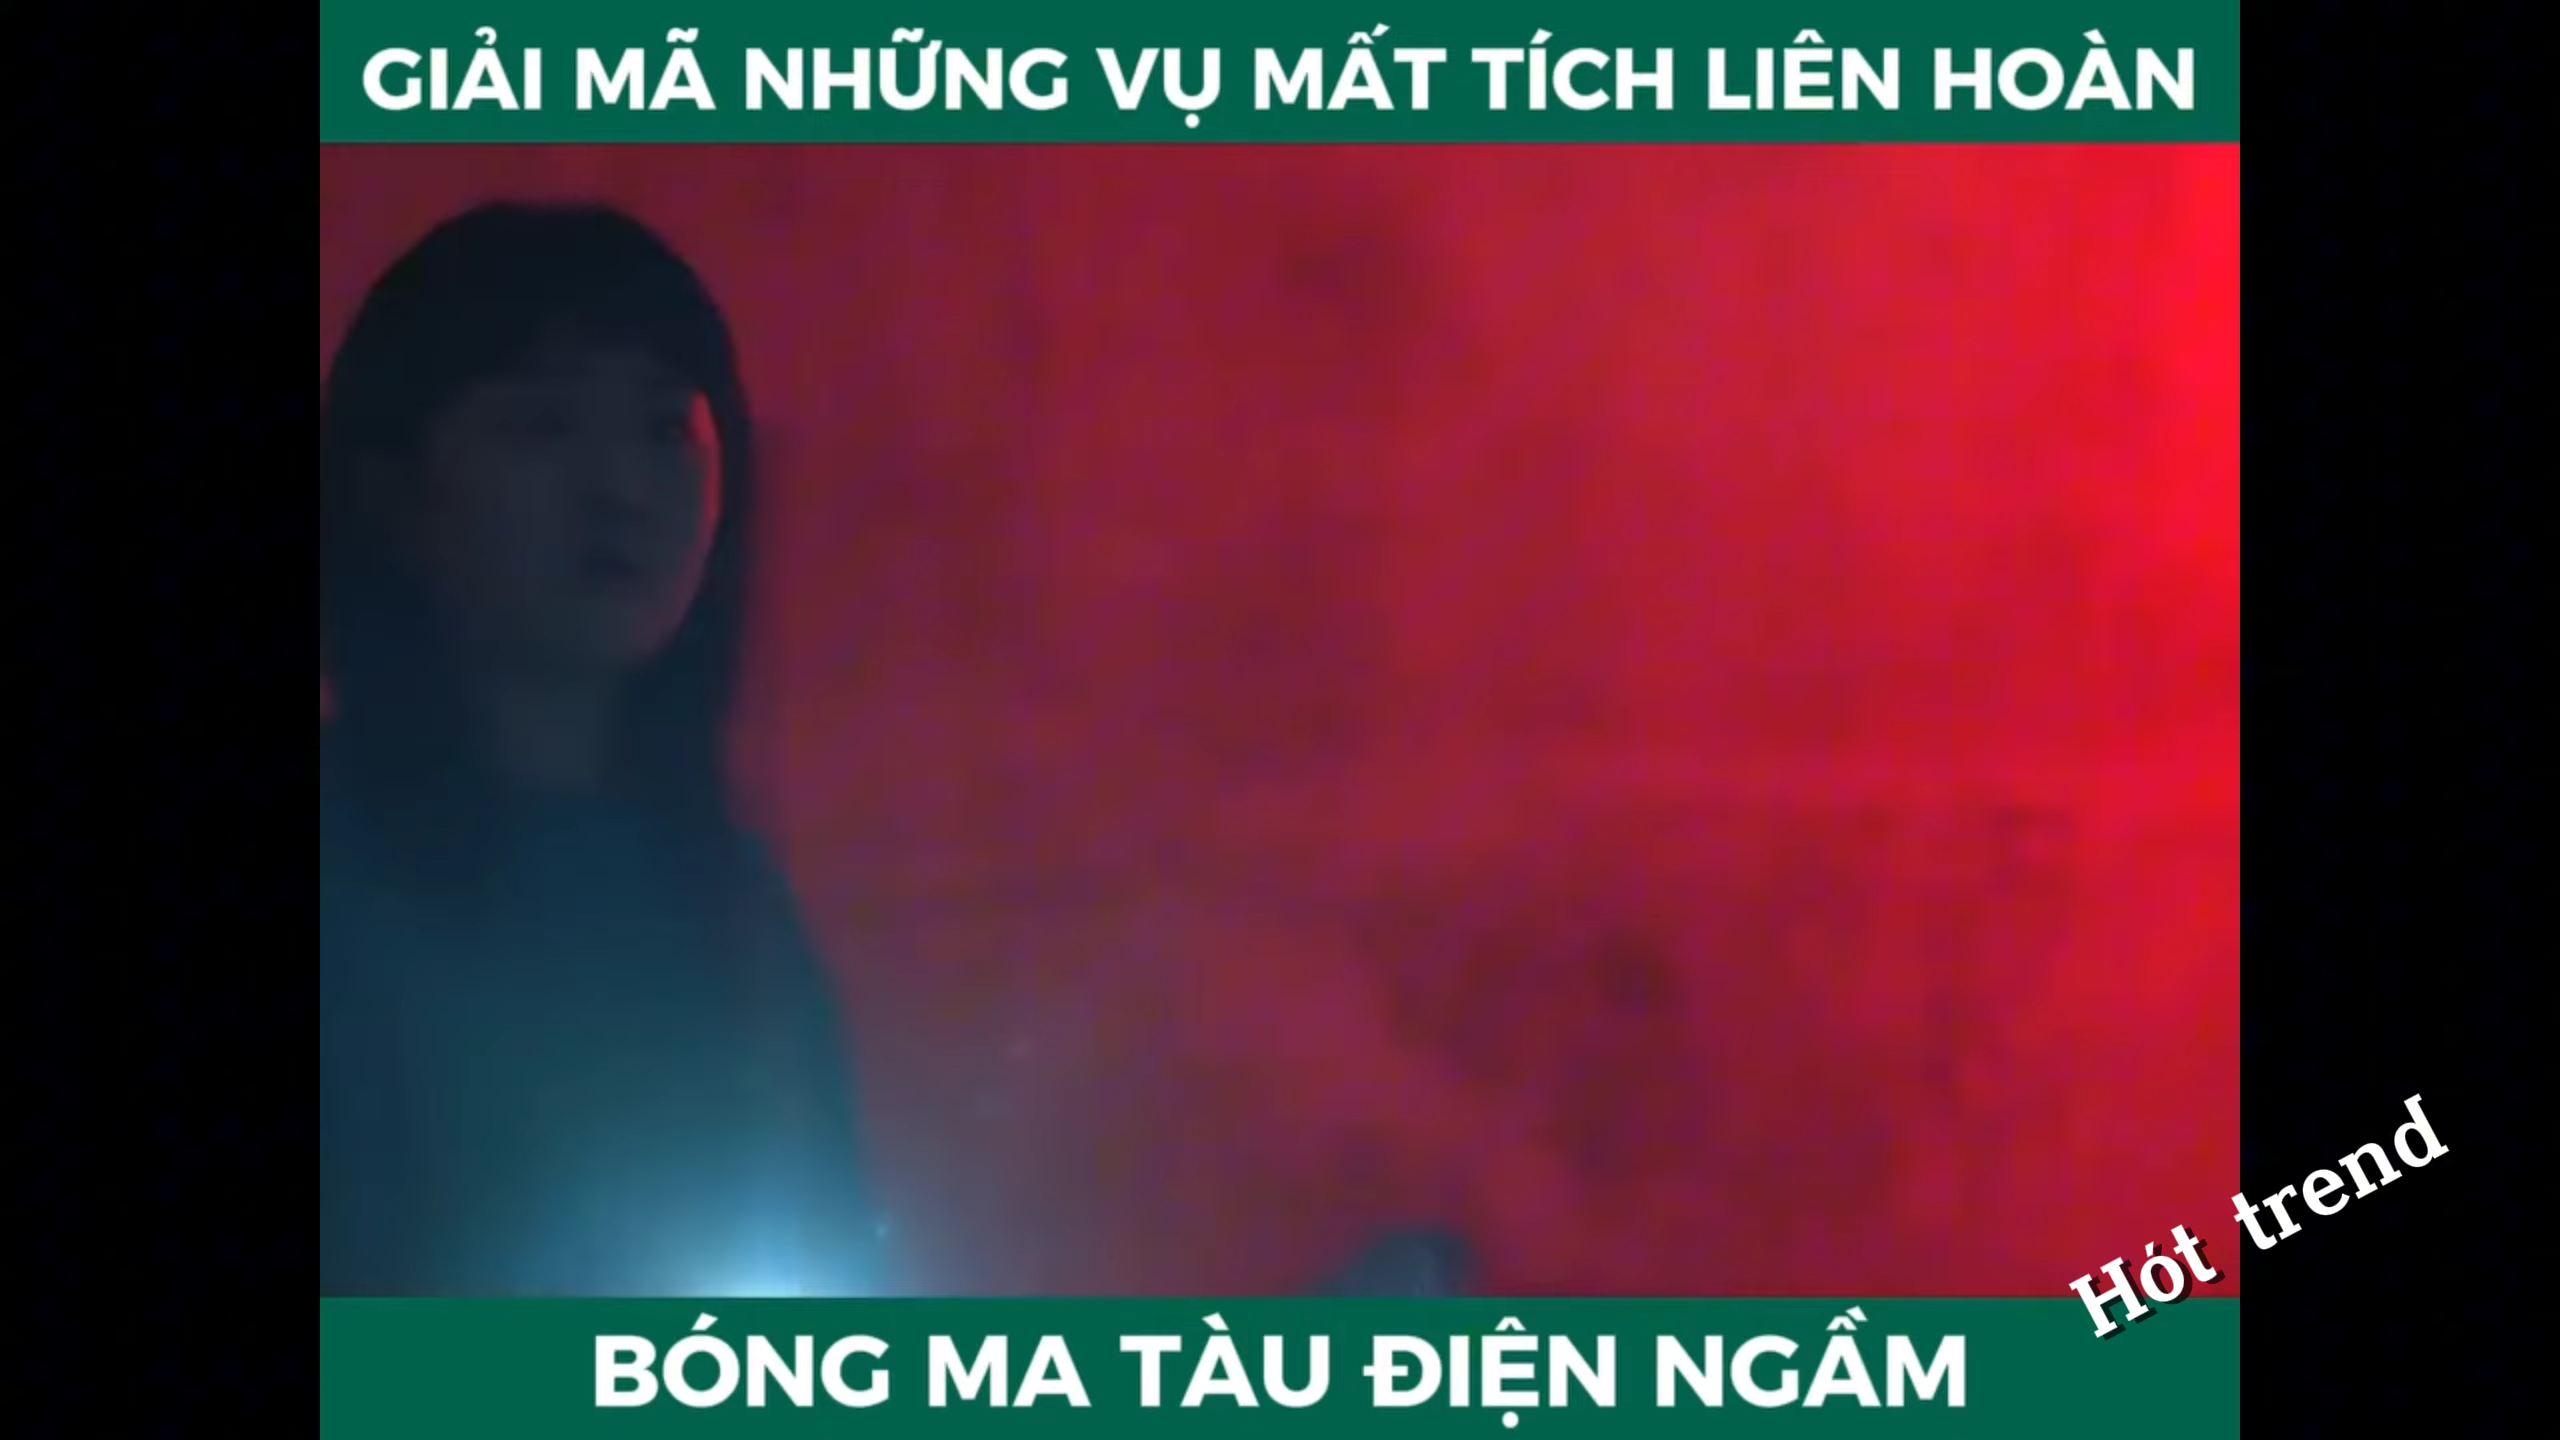 GIẢI MÃ NHỮNG VỤ MẤT TÍCH LIÊN HOÀN
Hót trend
BÓNG MA TÀU ĐIỆN NGẦM